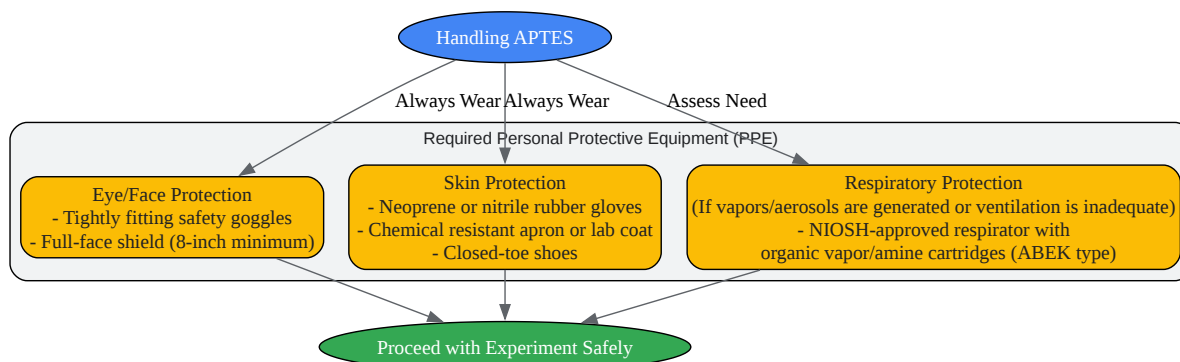 Handling APTES
Always Wear
Always Wear
Assess Need
Required Personal Protective Equipment (PPE)
Eye/Face Protection
- Tightly fitting safety goggles
- Full-face shield (8-inch minimum)
Skin Protection
- Neoprene or nitrile rubber gloves
- Chemical resistant apron or lab coat
- Closed-toe shoes
Respiratory Protection
(If vapors/aerosols are generated or ventilation is inadequate)
- NIOSH-approved respirator with
organic vapor/amine cartridges (ABEK type)
Proceed with Experiment Safely